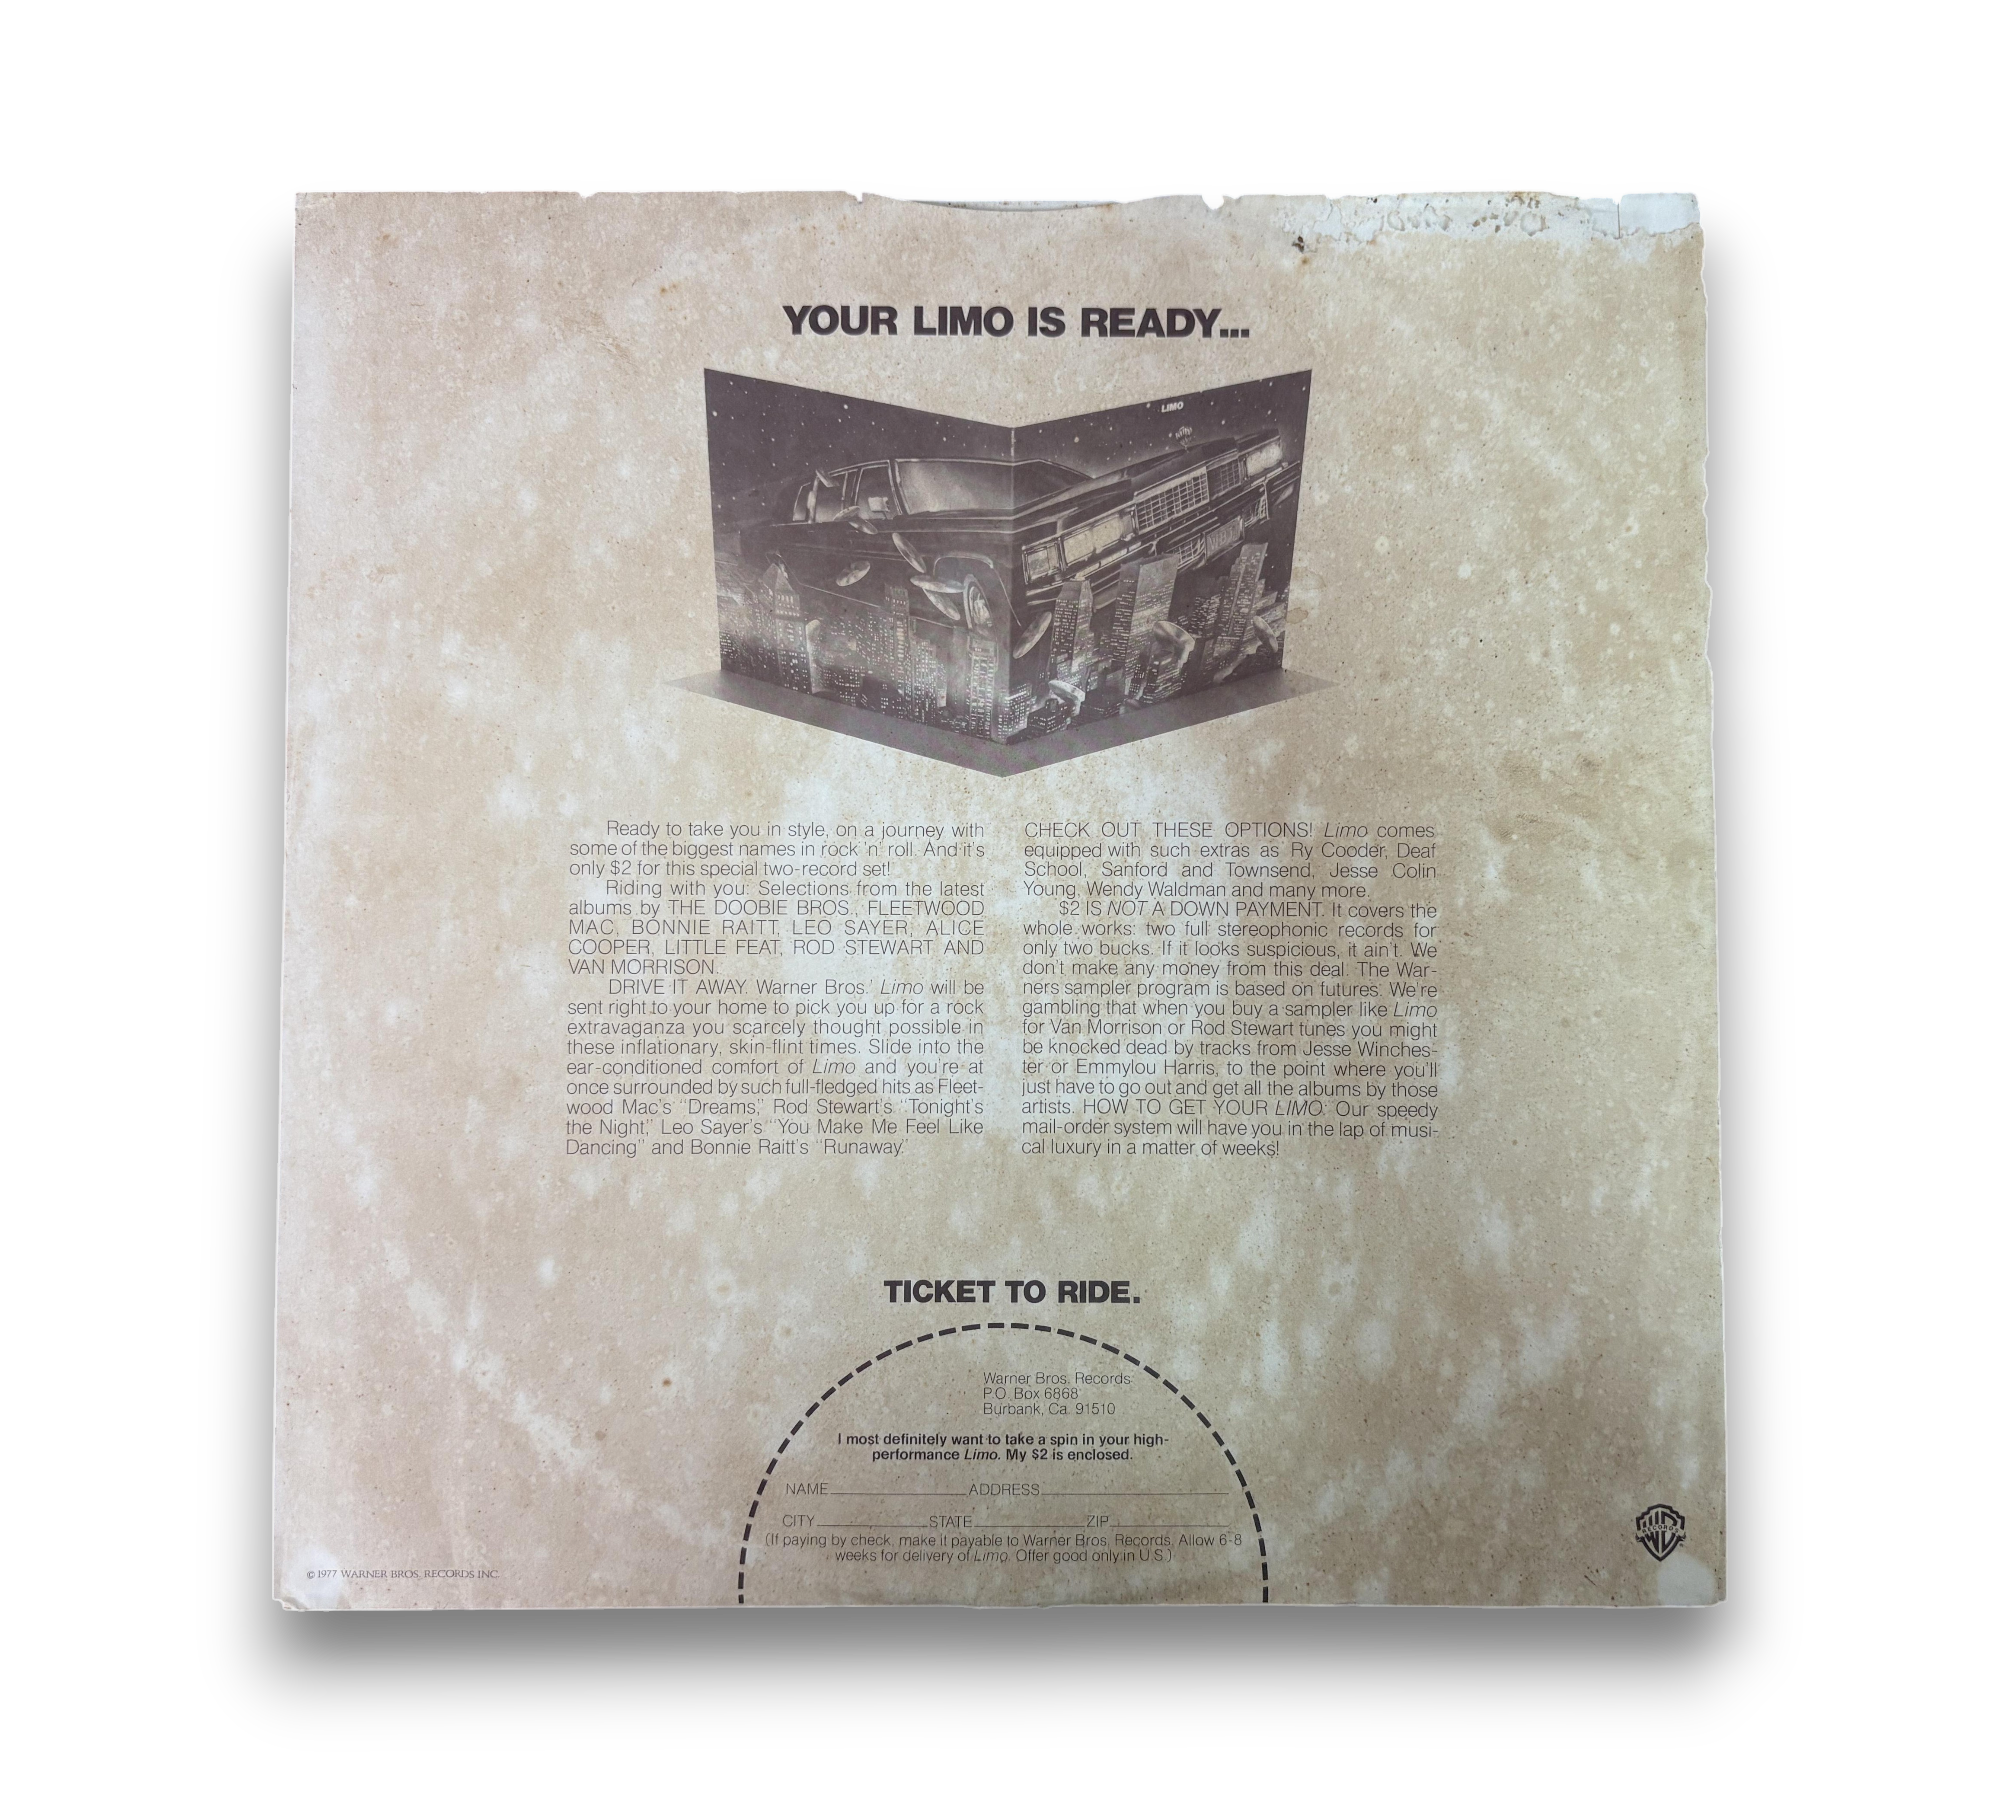 YOUR LIMO IS READY...
LIMO
Ready to take you in style, on a journey with
some of the biggest names in rock 'n' roll. And it's
only $2 for this special two-record set!
Riding with you: Selections from the latest
albums by THE DOOBIE BROS., FLEETWOOD
MAC, BONNIE RAITT, LEO SAYER, ALICE
COOPER, LITTLE FEAT, ROD STEWART AND
VAN MORRISON.
DRIVE IT AWAY. Warner Bros.' Limo will be
sent right to your home to pick you up for a rock
extravaganza you scarcely thought possible in
these inflationary, skin-flint times. Slide into the
ear-conditioned comfort of Limo and you're at
once surrounded by such full-fledged hits as Fleet-
wood Mac's "Dreams," Rod Stewart's "Tonight's
the Night," Leo Sayer's "You Make Me Feel Like
Dancing" and Bonnie Raitt's "Runaway."
CHECK OUT THESE OPTIONS! Limo comes
equipped with such extras as Ry Cooder, Deaf
School, Sanford and Townsend, Jesse Colin
Young, Wendy Waldman and many more.
$2 IS NOT A DOWN PAYMENT. It covers the
whole works: two full stereophonic records for
only two bucks. If it looks suspicious, it ain't. We
don't make any money from this deal. The War-
ners sampler program is based on futures. We're
gambling that when you buy a sampler like Limo
for Van Morrison or Rod Stewart tunes you might
be knocked dead by tracks from Jesse Winches-
ter or Emmylou Harris, to the point where you'll
just have to go out and get all the albums by those
artists. HOW TO GET YOUR LIMO: Our speedy
mail-order system will have you in the lap of musi-
cal luxury in a matter of weeks!
TICKET TO RIDE.
Warner Bros. Records
P.O. Box 6868
Burbank, Ca. 91510
I most definitely want to take a spin in your high-
performance Limo. My $2 is enclosed.
NAME ADDRESS
CITY STATE ZIP
(If paying by check, make it payable to Warner Bros. Records. Allow 6-8
weeks for delivery of Limo. Offer good only in U.S.)
© 1977 WARNER BROS. RECORDS INC.
RECORDS